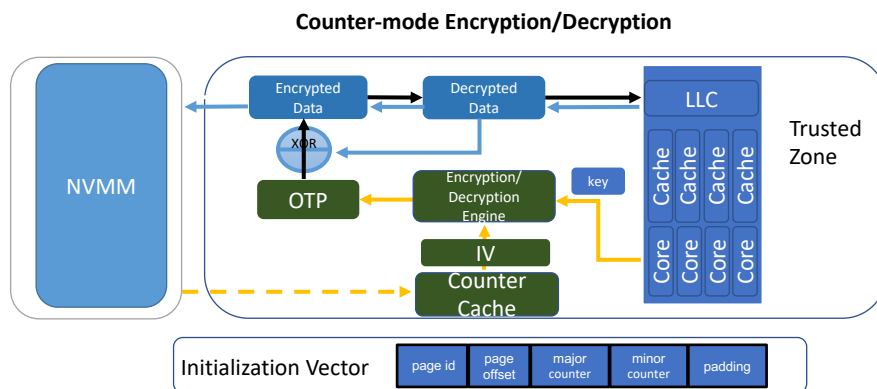 Counter-mode Encryption/Decryption
Encrypted
Data
Decrypted
Data
LLC
XOR
Trusted
Zone
NVMM
Cache
Cache
Cache
Cache
OTP
Encryption/
Decryption
Engine
key
IV
Core
Core
Core
Core
Counter
Cache
Initialization Vector
page id
page
offset
major
counter
minor
counter
padding